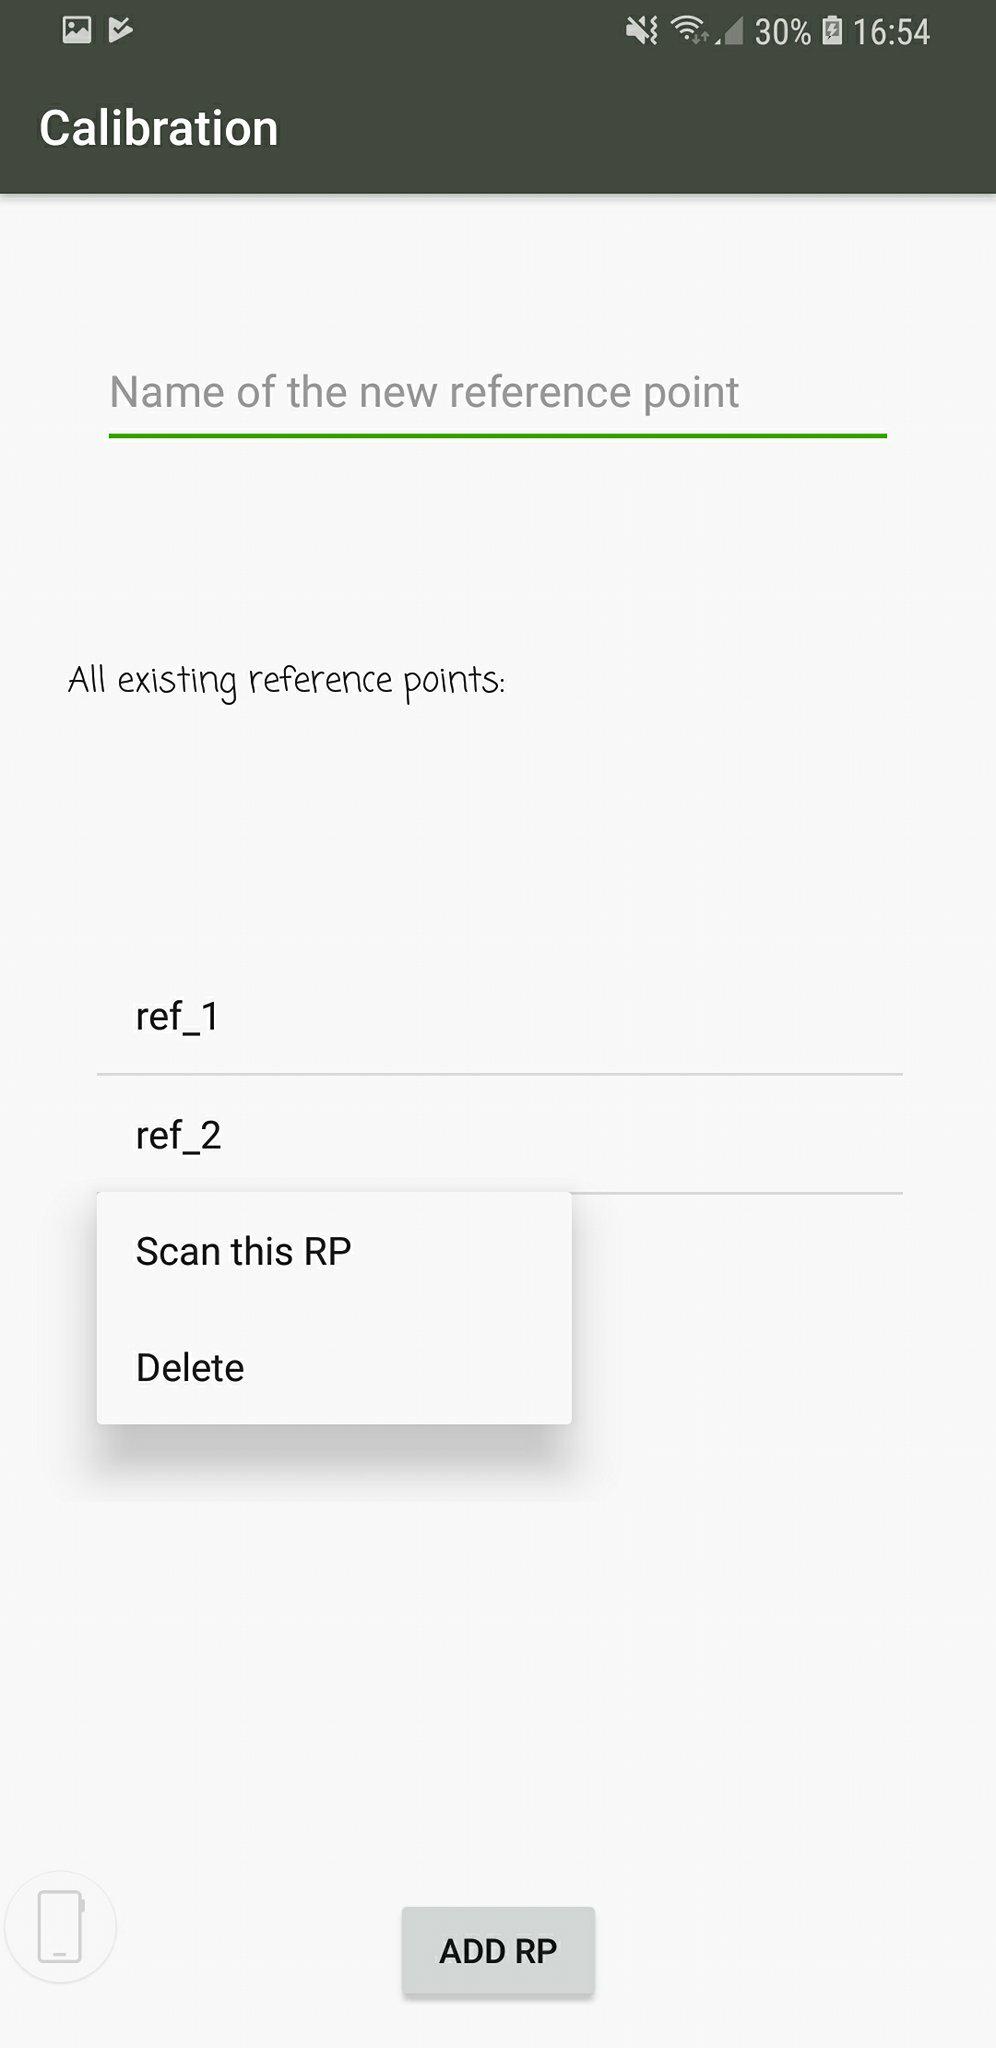 30% 16:54
Calibration
Name of the new reference point
All existing reference points:
ref_1
ref_2
Scan this RP
Delete
ADD RP